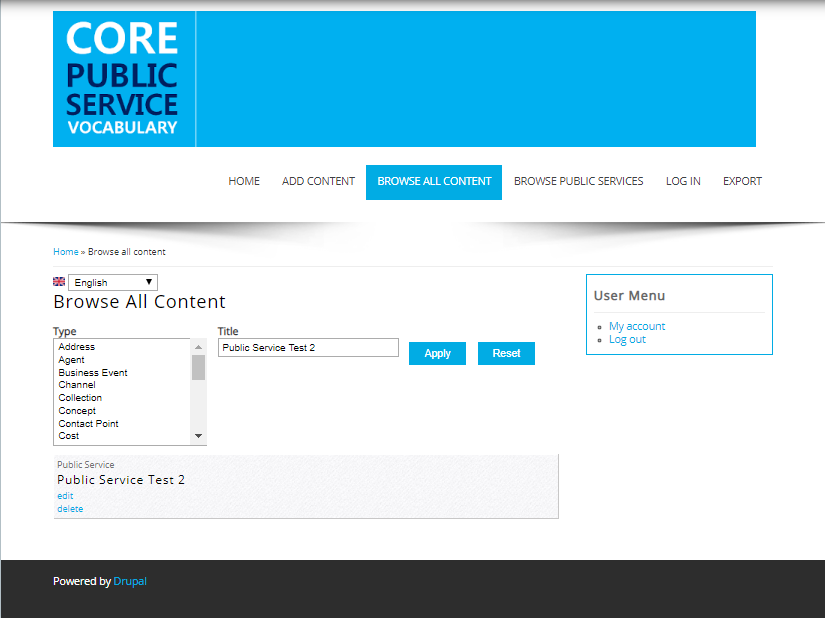 CORE
PUBLIC
SERVICE
VOCABULARY
HOME ADD CONTENT BROWSE ALL CONTENT BROWSE PUBLIC SERVICES LOG IN EXPORT
Home » Browse all content
English
Browse All Content
User Menu
My account
Log out
Type
Address
Agent
Business Event
Channel
Collection
Concept
Contact Point
Cost
Title
Public Service Test 2
Apply Reset
Public Service
Public Service Test 2
edit
delete
Powered by Drupal